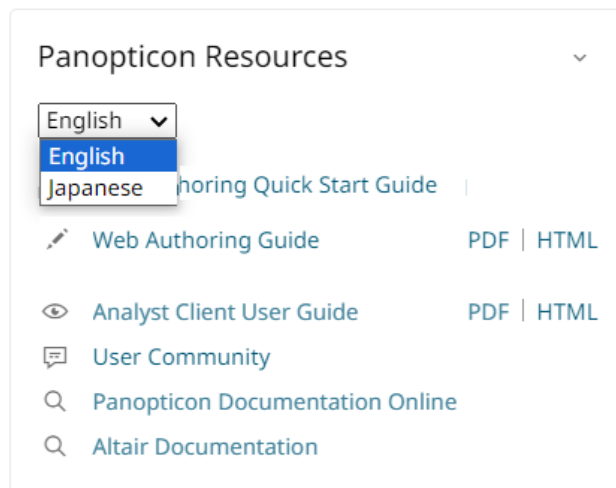 Panopticon Resources
English
English
Japanese
horing Quick Start Guide
Web Authoring Guide PDF | HTML
Analyst Client User Guide PDF | HTML
User Community
Panopticon Documentation Online
Altair Documentation